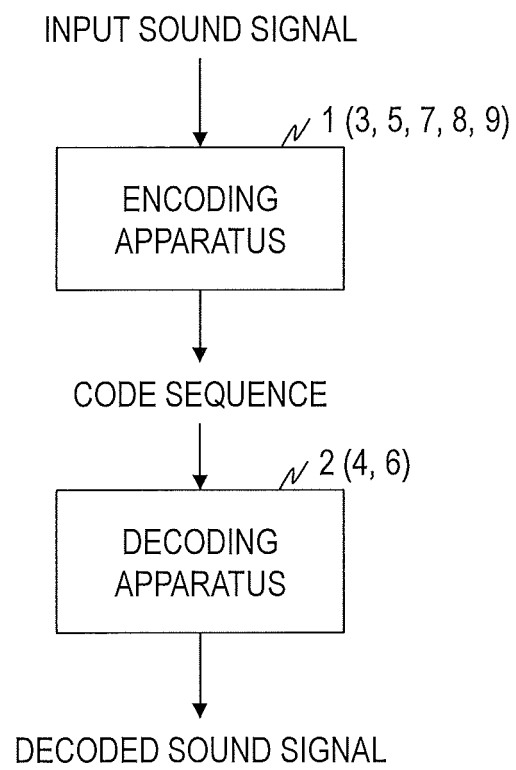 INPUT SOUND SIGNAL
1 (3, 5, 7, 8, 9)
ENCODING
APPARATUS
CODE SEQUENCE
2 (4, 6)
DECODING
APPARATUS
DECODED SOUND SIGNAL